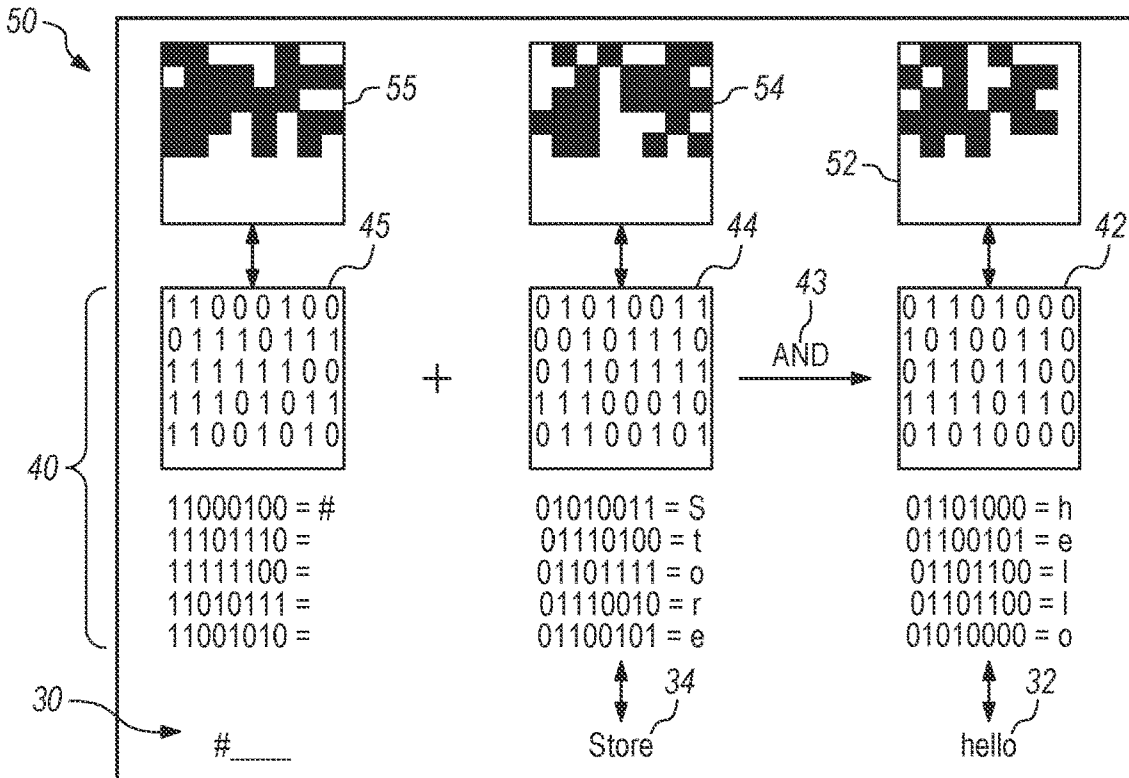 50
55
54
52
45
44
42
1 1 0 0 0 1 0 0
0 1 1 1 0 1 1 1
1 1 1 1 1 1 0 0
1 1 1 0 1 0 1 1
1 1 0 0 1 0 1 0
+
0 1 0 1 0 0 1 1
0 0 1 0 1 1 1 0
0 1 1 0 1 1 1 1
1 1 1 0 0 0 1 0
0 1 1 0 0 1 0 1
43
AND
0 1 1 0 1 0 0 0
1 0 1 0 0 1 1 0
0 1 1 0 1 1 0 0
1 1 1 1 0 1 1 0
0 1 0 1 0 0 0 0
40
11000100 = #
11101110 =
11111100 =
11010111 =
11001010 =
01010011 = S
01110100 = t
01101111 = o
01110010 = r
01100101 = e
01101000 = h
01100101 = e
01101100 = l
01101100 = l
01010000 = o
30
#_____
34
Store
32
hello